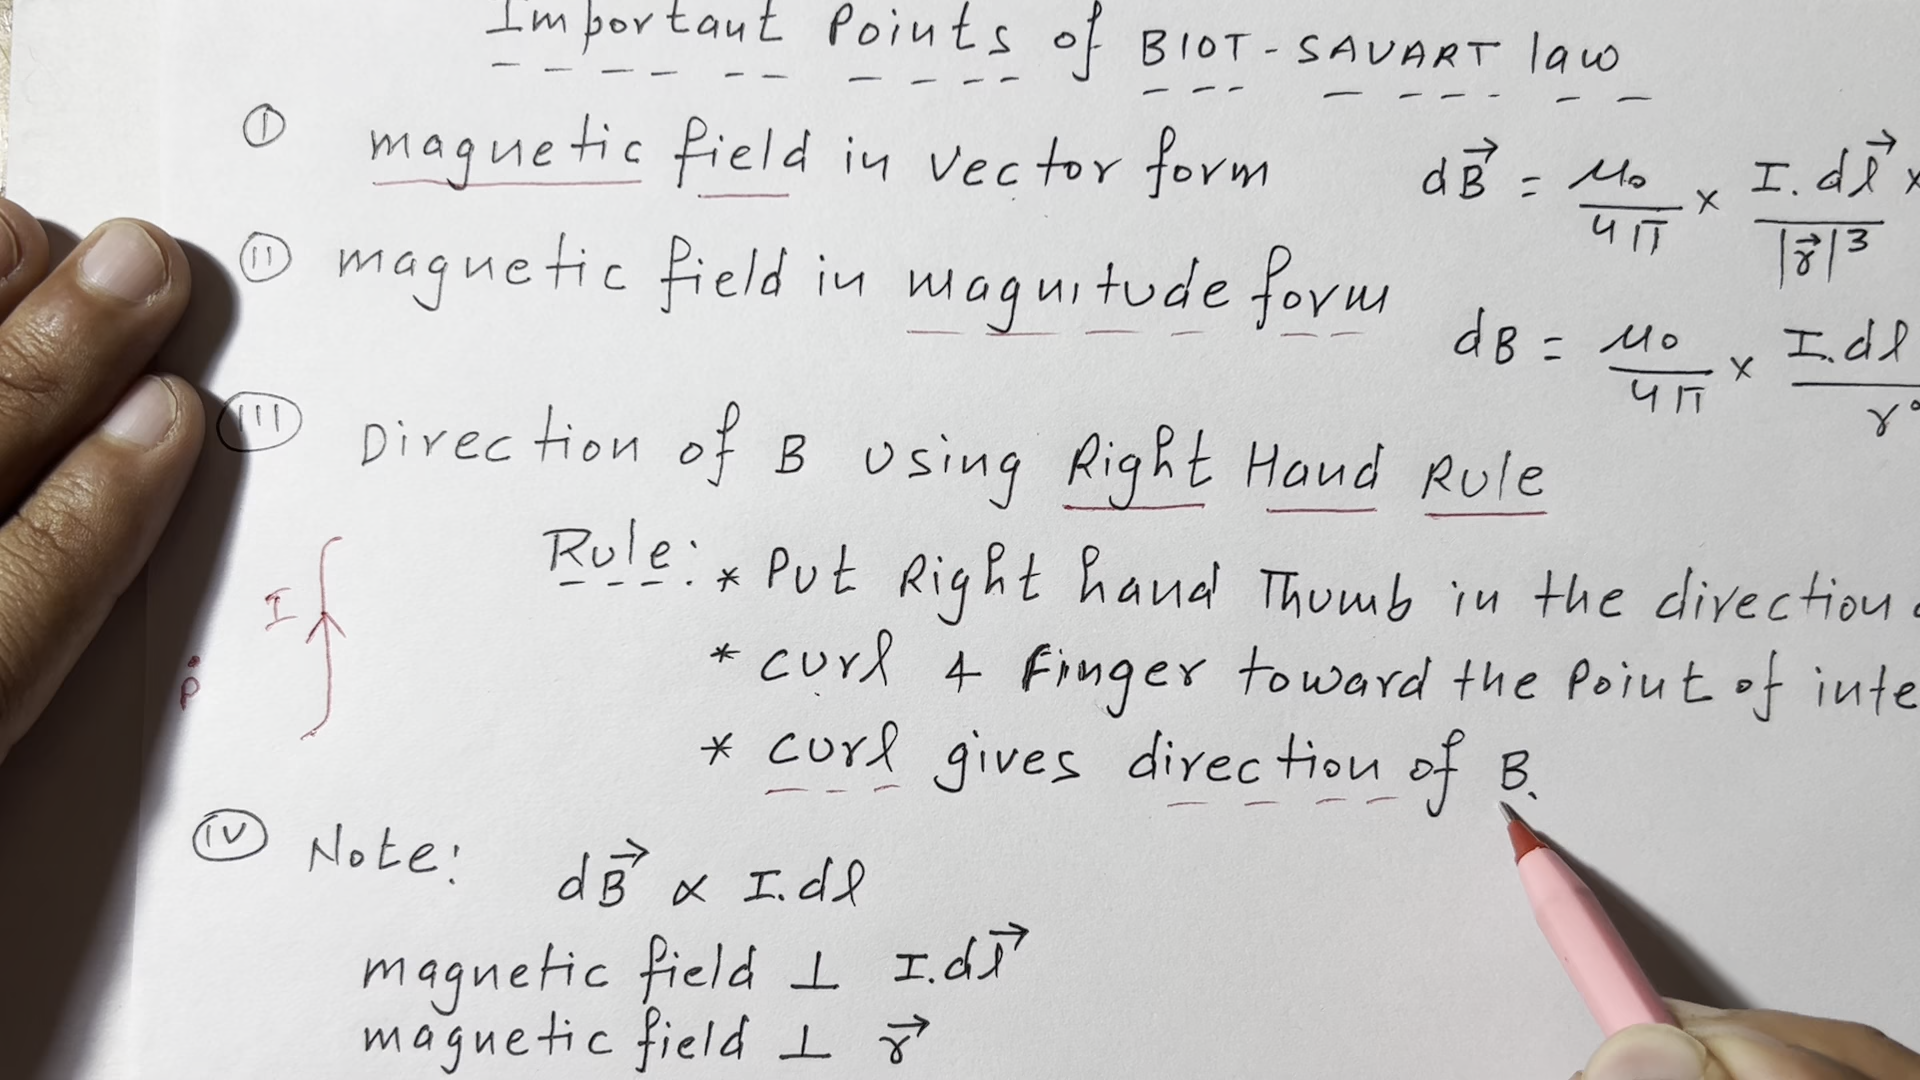 Important Points of BIOT-SAVART law
I magnetic field in vector form
dB⃗ = μ₀/4π × I.dl⃗ ×/|r⃗|³
II magnetic field in magnitude form
dB = μ₀/4π × I.dl/r
III Direction of B using Right Hand Rule
Rule: * Put Right hand Thumb in the direction
I
* curl 4 Finger toward the Point of inte
P
* curl gives direction of B.
IV Note: dB⃗ ∝ I.dl
magnetic field ⊥ I.dl⃗
magnetic field ⊥ r⃗